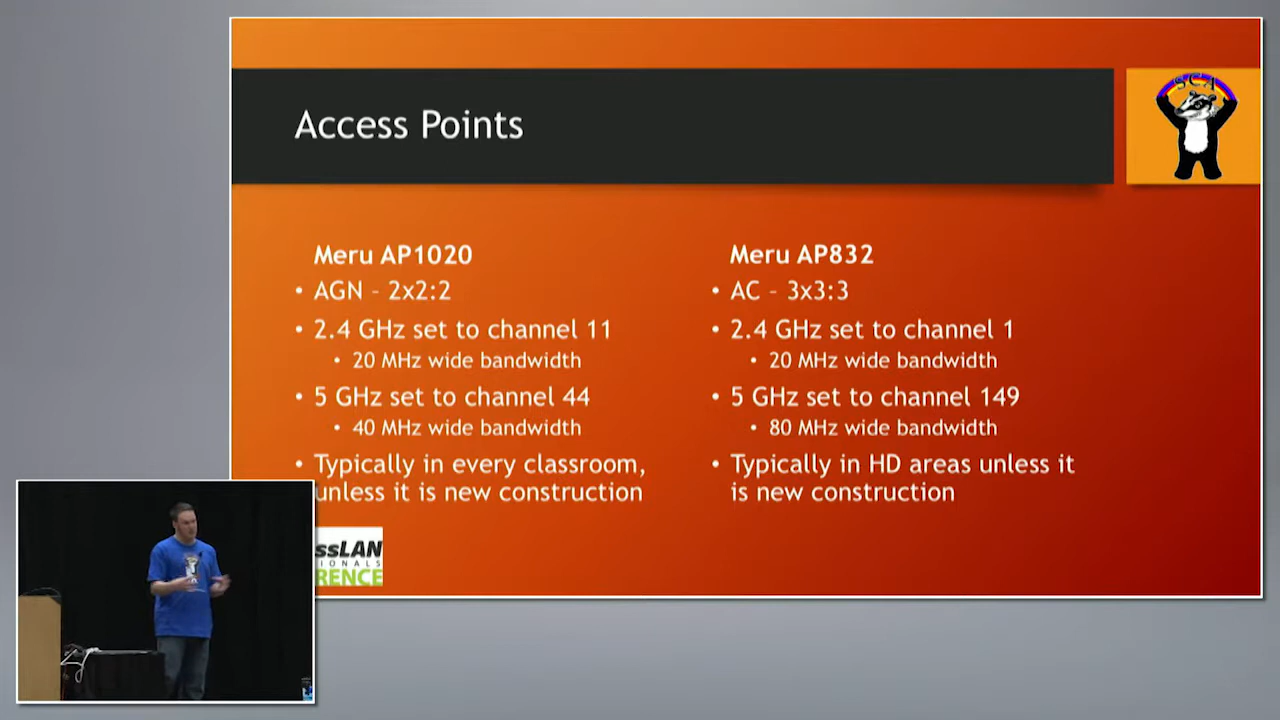 SCA
Access Points
Meru AP1020
• AGN – 2x2:2
• 2.4 GHz set to channel 11
• 20 MHz wide bandwidth
• 5 GHz set to channel 44
• 40 MHz wide bandwidth
• Typically in every classroom,
unless it is new construction
Meru AP832
• AC – 3x3:3
• 2.4 GHz set to channel 1
• 20 MHz wide bandwidth
• 5 GHz set to channel 149
• 80 MHz wide bandwidth
• Typically in HD areas unless it
is new construction
ssLAN
IONALS
RENCE